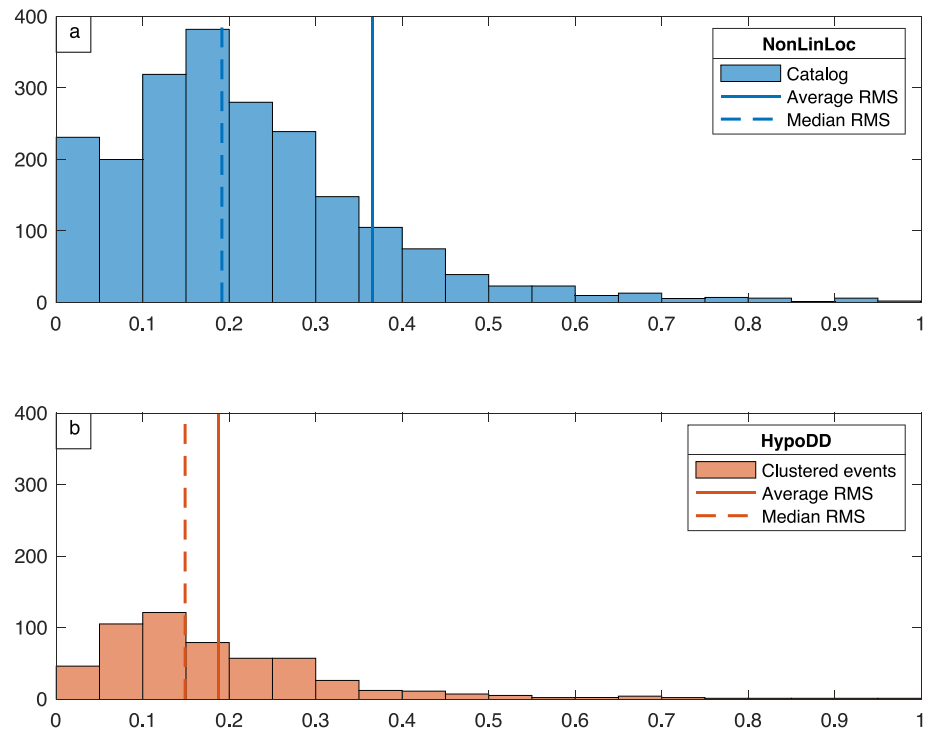 400
300
200
100
0
a
NonLinLoc
Catalog
Average RMS
Median RMS
0 0.1 0.2 0.3 0.4 0.5 0.6 0.7 0.8 0.9 1
400
300
200
100
0
b
HypoDD
Clustered events
Average RMS
Median RMS
0 0.1 0.2 0.3 0.4 0.5 0.6 0.7 0.8 0.9 1